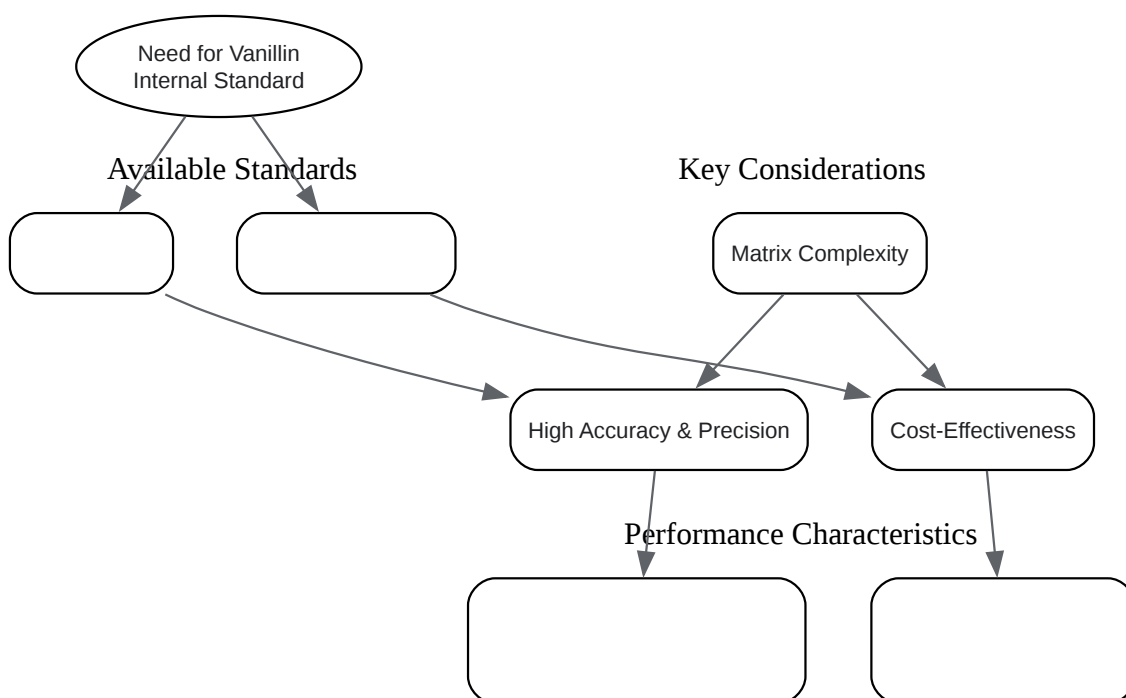 Need for Vanillin
Internal Standard
Available Standards
Key Considerations
Matrix Complexity
High Accuracy & Precision
Cost-Effectiveness
Performance Characteristics